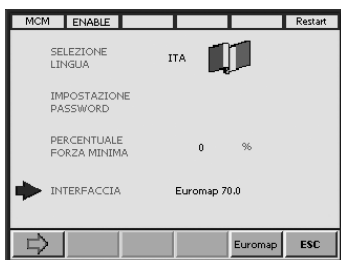 MCM ENABLE Restart
SELEZIONE
LINGUA
ITA
IMPOSTAZIONE
PASSWORD
PERCENTUALE
FORZA MINIMA
0 %
INTERFACCIA Euromap 70.0
Euromap ESC